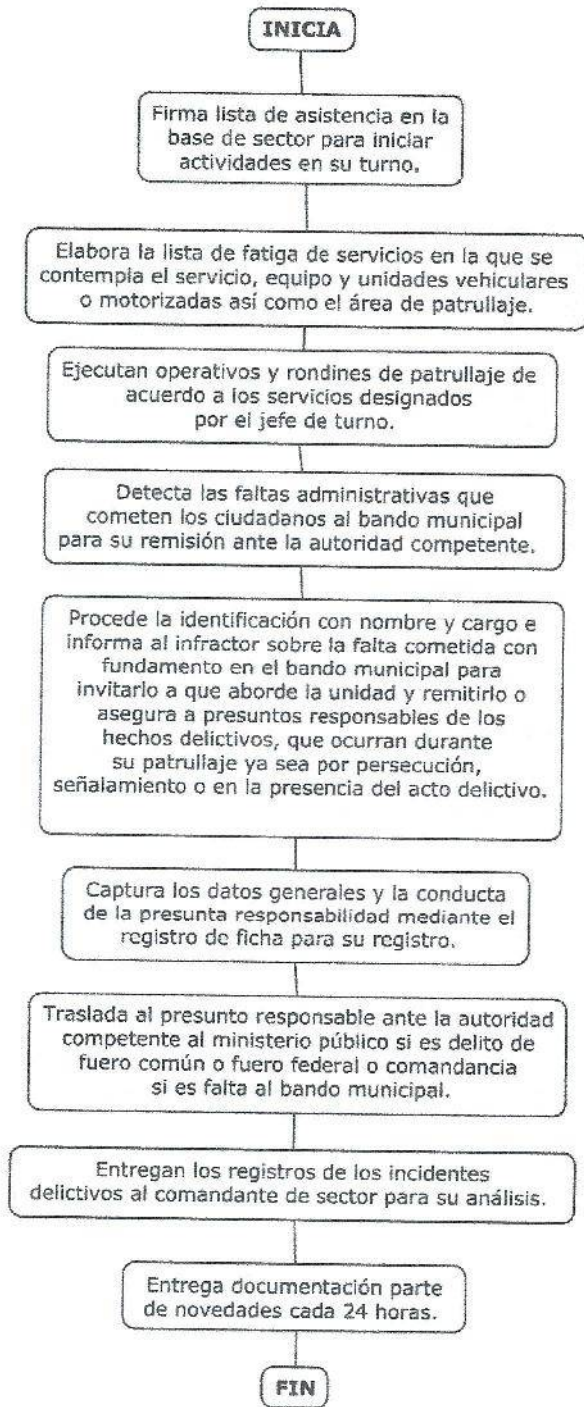 INICIA
Firma lista de asistencia en la
base de sector para iniciar
actividades en su turno.
Elabora la lista de fatiga de servicios en la que se
contempla el servicio, equipo y unidades vehiculares
o motorizadas así como el área de patrullaje.
Ejecutan operativos y rondines de patrullaje de
acuerdo a los servicios designados
por el jefe de turno.
Detecta las faltas administrativas que
cometen los ciudadanos al bando municipal
para su remisión ante la autoridad competente.
Procede la identificación con nombre y cargo e
informa al infractor sobre la falta cometida con
fundamento en el bando municipal para
invitarlo a que aborde la unidad y remitirlo o
asegura a presuntos responsables de los
hechos delictivos, que ocurran durante
su patrullaje ya sea por persecución,
señalamiento o en la presencia del acto delictivo.
Captura los datos generales y la conducta
de la presunta responsabilidad mediante el
registro de ficha para su registro.
Traslada al presunto responsable ante la autoridad
competente al ministerio público si es delito de
fuero común o fuero federal o comandancia
si es falta al bando municipal.
Entregan los registros de los incidentes
delictivos al comandante de sector para su análisis.
Entrega documentación parte
de novedades cada 24 horas.
FIN